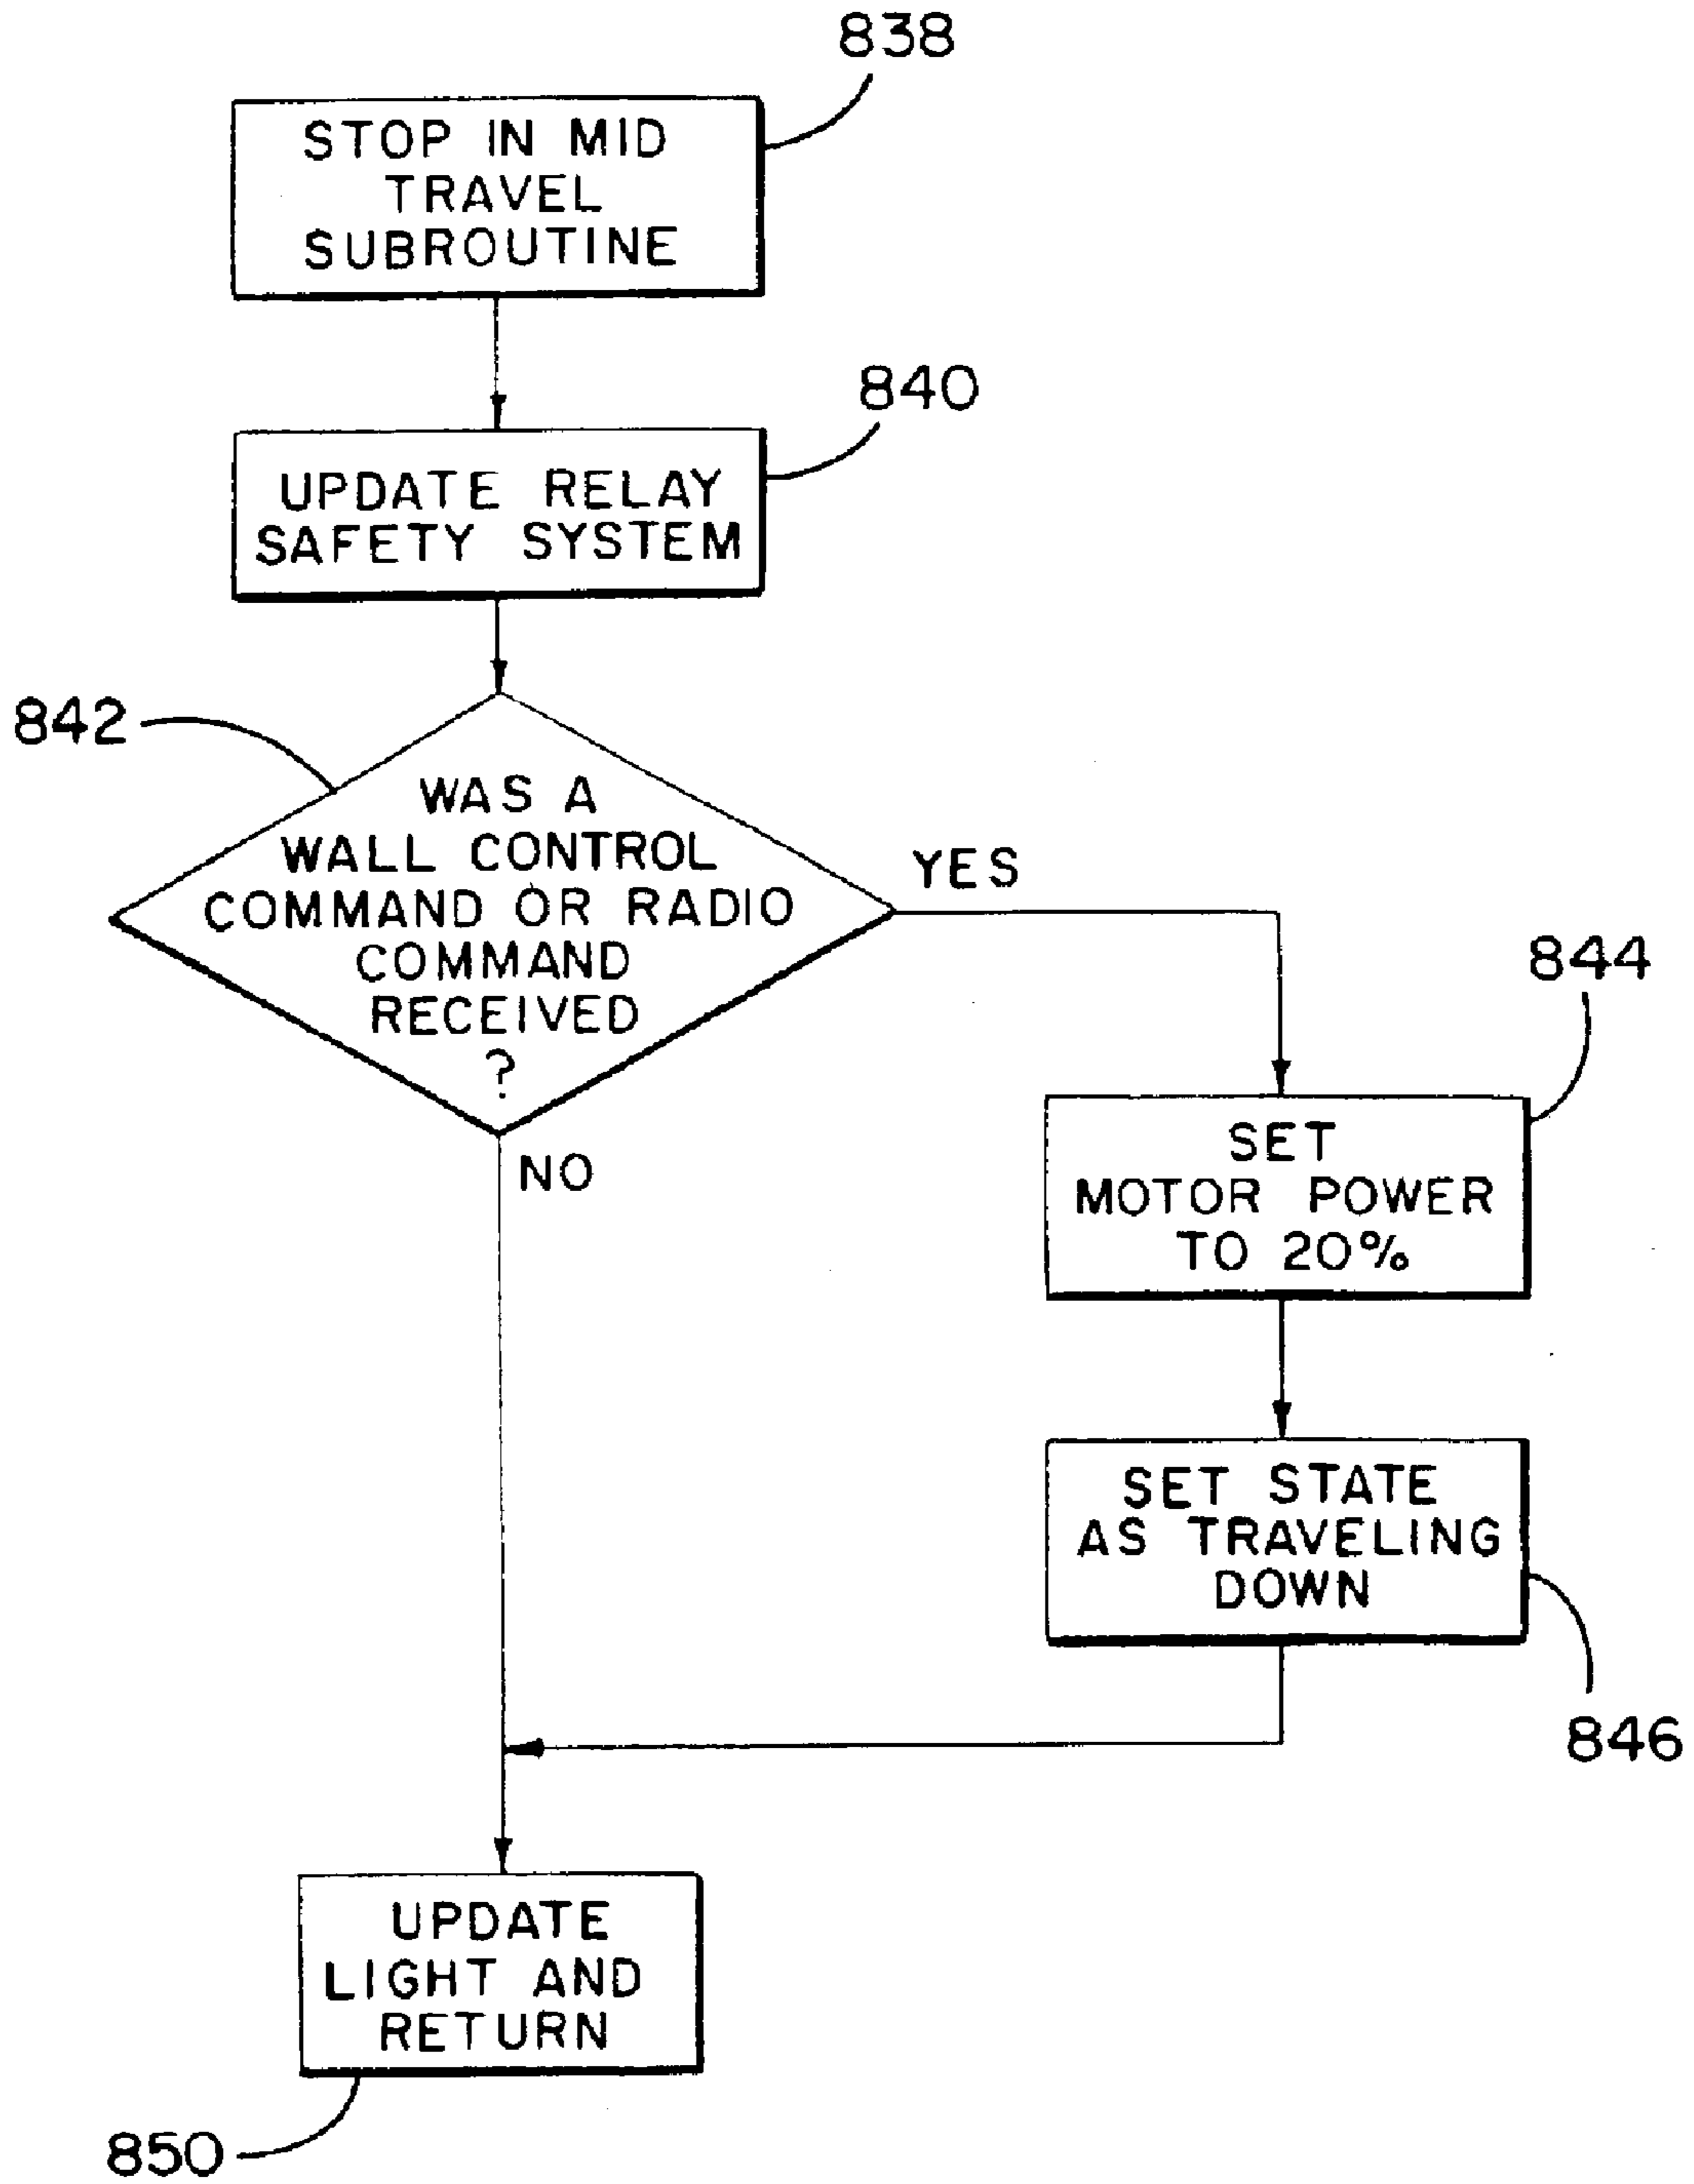 838
STOP IN MID
TRAVEL
SUBROUTINE
840
UPDATE RELAY
SAFETY SYSTEM
842
WAS A
WALL CONTROL
COMMAND OR RADIO
COMMAND
RECEIVED
?
YES
NO
844
SET
MOTOR POWER
TO 20%
SET STATE
AS TRAVELING
DOWN
846
UPDATE
LIGHT AND
RETURN
850